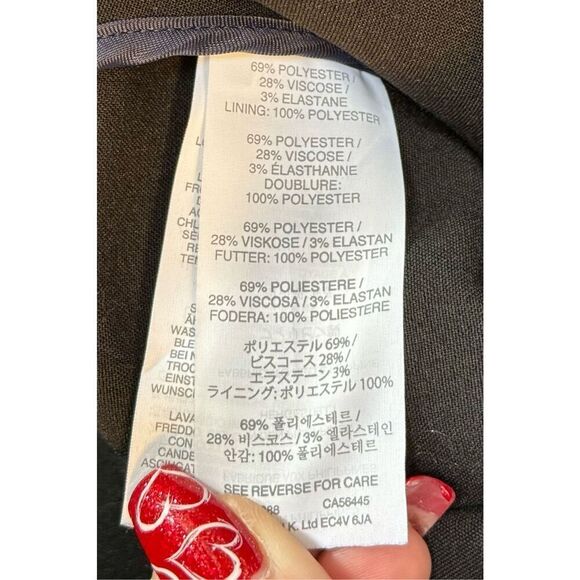 69% POLYESTER /
28% VISCOSE /
3% ELASTANE
LINING: 100% POLYESTER
69% POLYESTER /
28% VISCOSE /
3% ÉLASTHANNE
DOUBLURE:
100% POLYESTER
69% POLYESTER /
28% VISKOSE / 3% ELASTAN
FUTTER: 100% POLYESTER
69% POLIESTERE /
28% VISCOSA / 3% ELASTAN
FODERA: 100% POLIESTERE
ポリエステル 69% /
ビスコース 28% /
エラステーン 3%
ライニング: ポリエステル 100%
69% 폴리에스테르 /
28% 비스코스 / 3% 엘라스테인
안감: 100% 폴리에스테르
SEE REVERSE FOR CARE
CA56445
K. Ltd EC4V 6JA